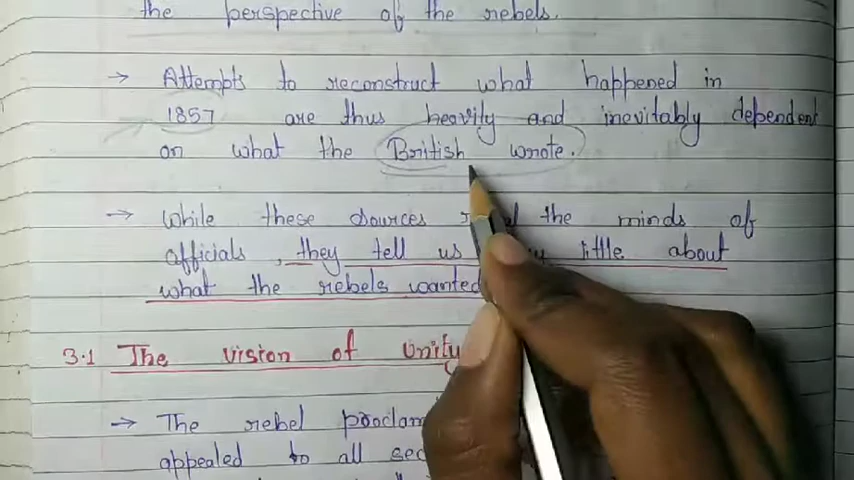 the perspective of the rebels.
→ Attempts to reconstruct what happened in
1857 are thus heavily and inevitably dependent
on what the British wrote.
→ While these sources the minds of
officials, they tell us little about
what the rebels wanted
3.1 The vision of Unity
→ The rebel
appealed to all